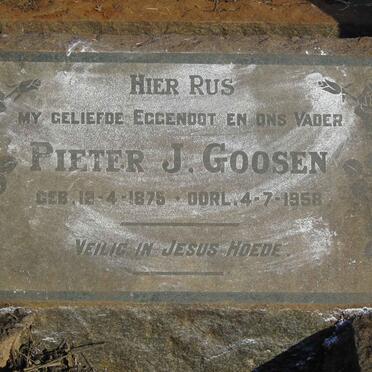 HIER RUS
MY GELIEFDE EGGENOOT EN ONS VADER
PIETER J. GOOSEN
GEB. 12-4-1875 · OORL. 4-7-1958
VEILIG IN JESUS HOEDE.